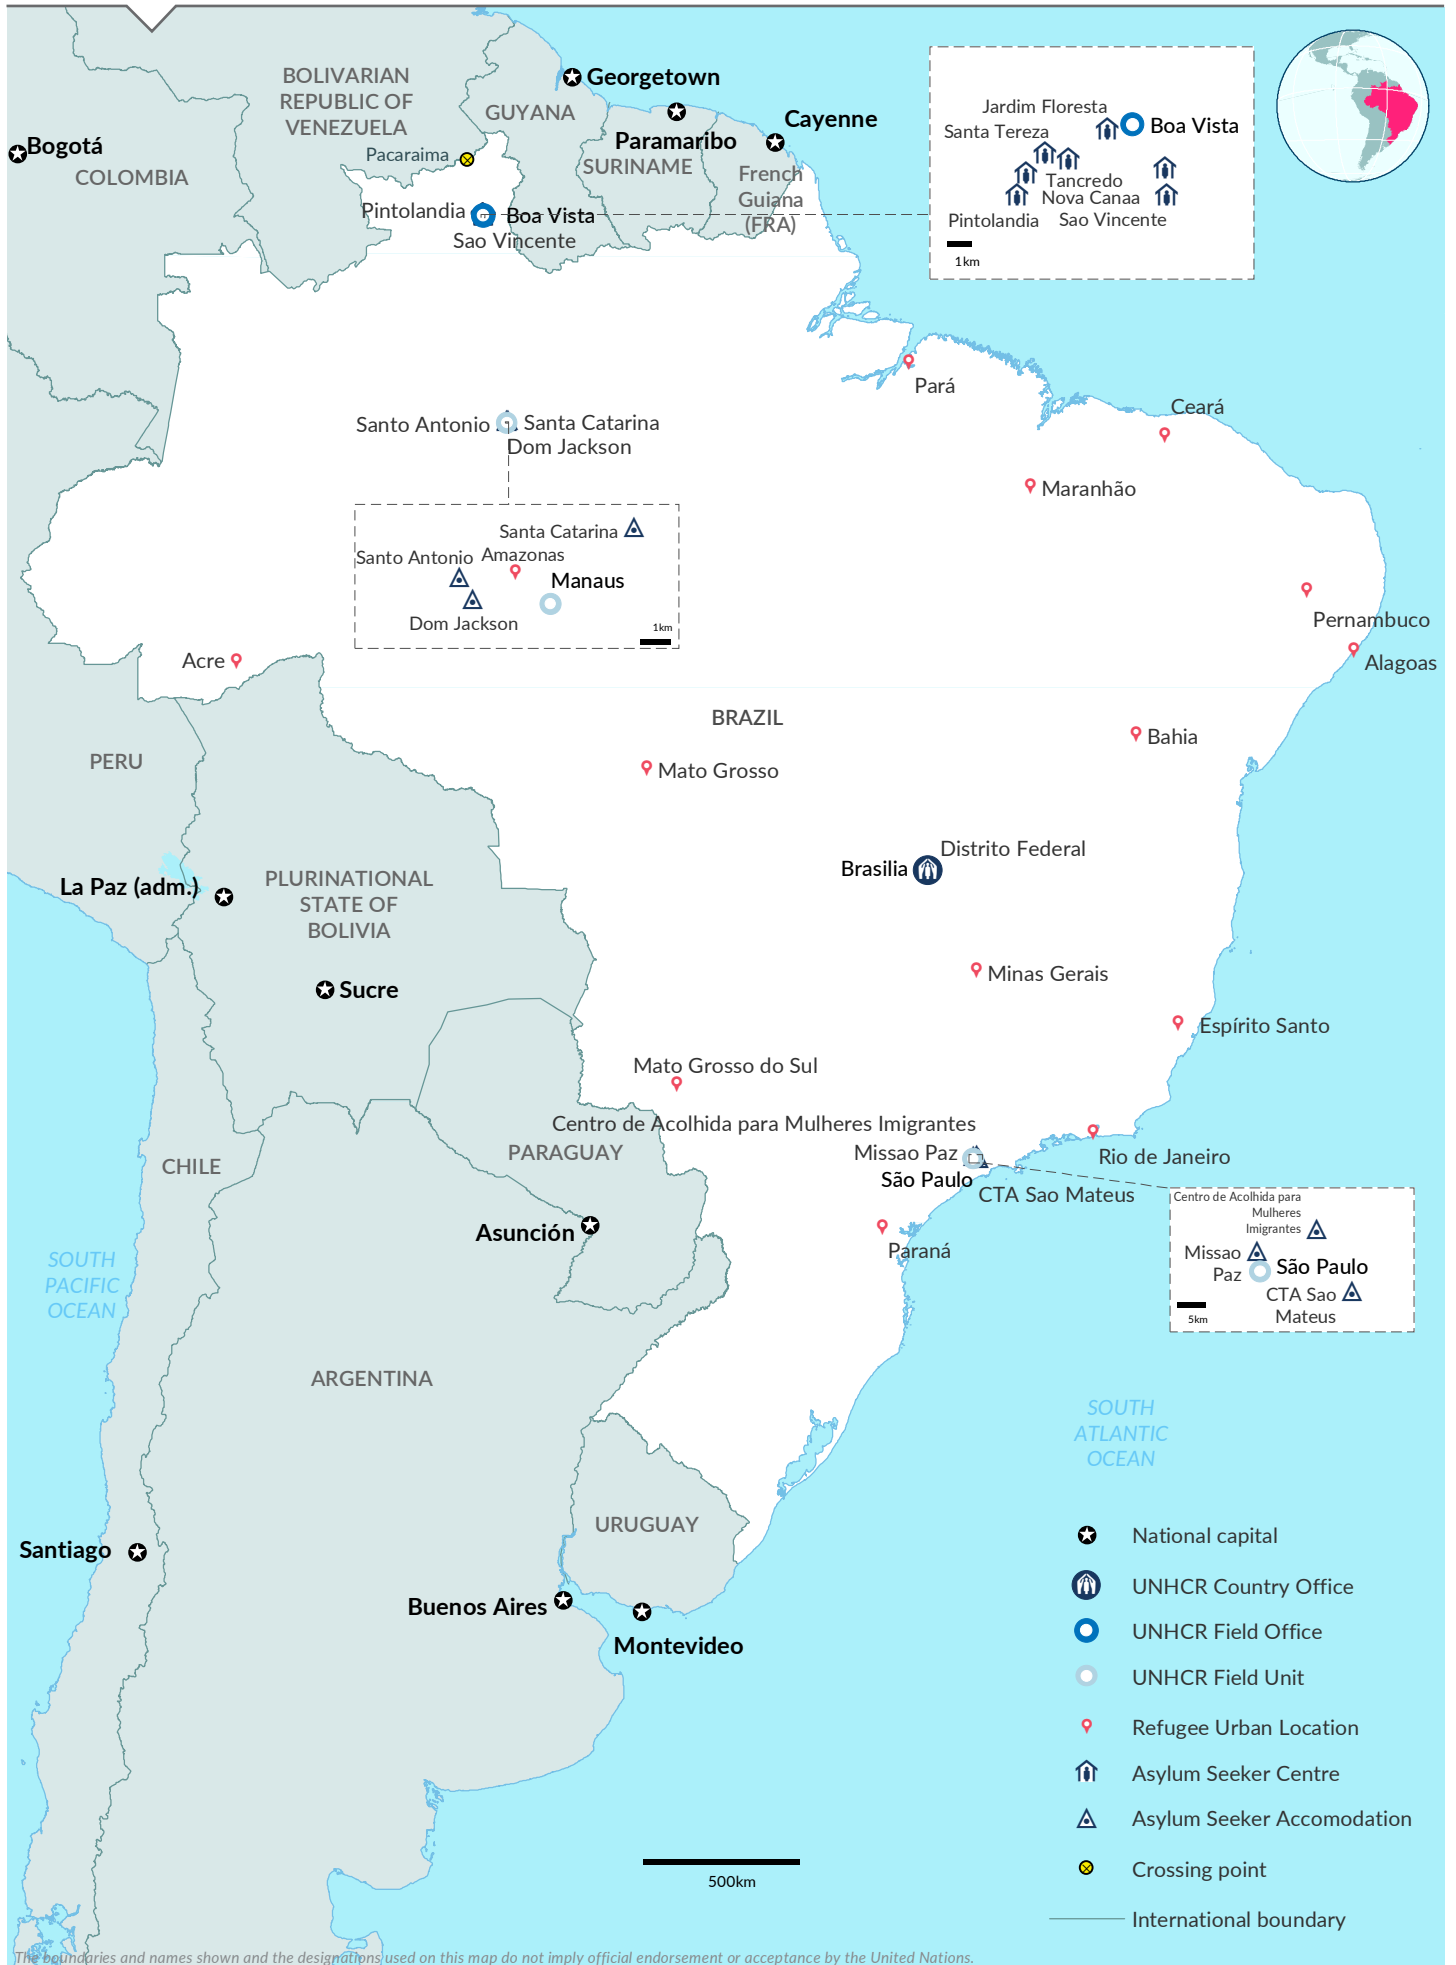 BOLIVARIAN
REPUBLIC OF
VENEZUELA
Georgetown
GUYANA
Paramaribo
SURINAME
Cayenne
French
Guiana
(FRA)
Bogotá
COLOMBIA
Pacaraima
Pintolandia
Boa Vista
Sao Vincente
Jardim Floresta
Santa Tereza
Boa Vista
Tancredo
Nova Canaa
Pintolandia
Sao Vincente
1km
Pará
Ceará
Maranhão
Santo Antonio
Santa Catarina
Dom Jackson
Santa Catarina
Santo Antonio
Amazonas
Manaus
Dom Jackson
1km
Pernambuco
Alagoas
Acre
BRAZIL
Bahia
PERU
Mato Grosso
Distrito Federal
Brasilia
La Paz (adm.)
PLURINATIONAL
STATE OF
BOLIVIA
Sucre
Minas Gerais
Espírito Santo
Mato Grosso do Sul
Centro de Acolhida para Mulheres Imigrantes
PARAGUAY
Missao Paz
São Paulo
CTA Sao Mateus
Rio de Janeiro
CHILE
Asunción
Paraná
Centro de Acolhida para
Mulheres
Imigrantes
Missao
Paz
São Paulo
CTA Sao
Mateus
5km
SOUTH
PACIFIC
OCEAN
ARGENTINA
SOUTH
ATLANTIC
OCEAN
URUGUAY
Santiago
Buenos Aires
Montevideo
National capital
UNHCR Country Office
UNHCR Field Office
UNHCR Field Unit
Refugee Urban Location
Asylum Seeker Centre
Asylum Seeker Accomodation
Crossing point
International boundary
500km
The boundaries and names shown and the designations used on this map do not imply official endorsement or acceptance by the United Nations.